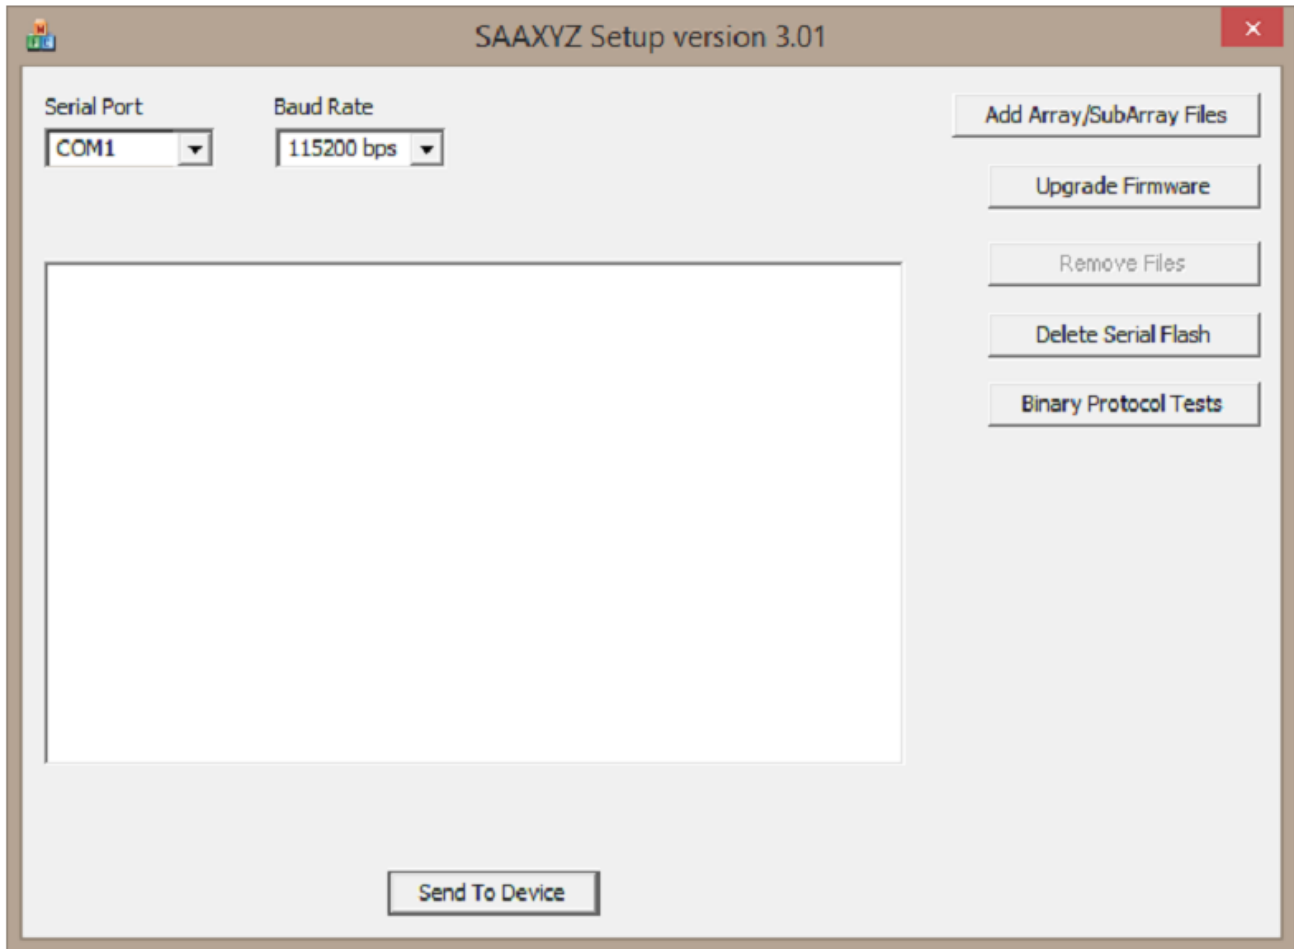 SAAXYZ Setup version 3.01
Serial Port
Baud Rate
COM1
115200 bps
Add Array/SubArray Files
Upgrade Firmware
Remove Files
Delete Serial Flash
Binary Protocol Tests
Send To Device